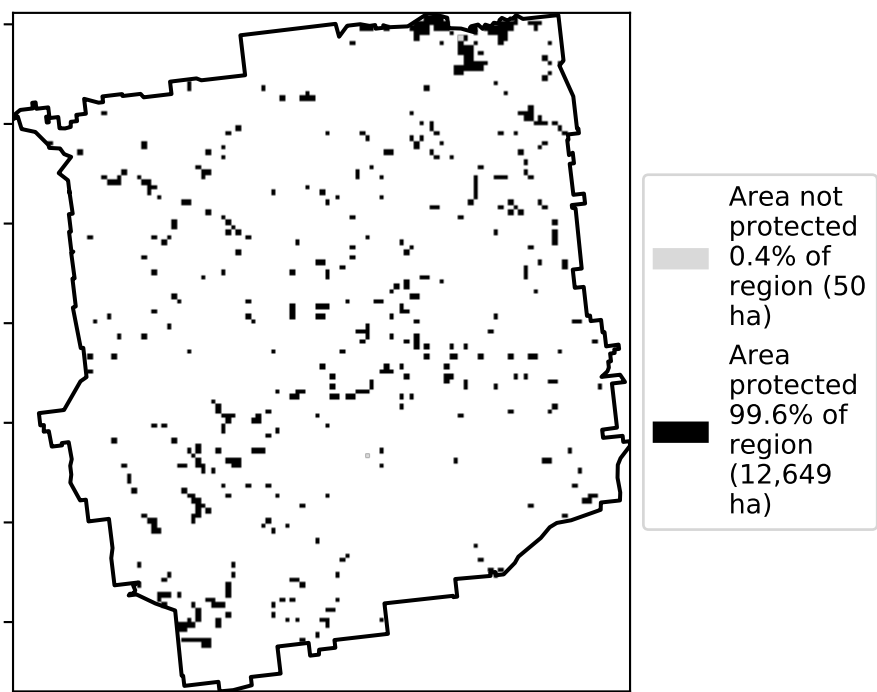 Area not
protected
0.4% of
region (50
ha)
Area
protected
99.6% of
region
(12,649
ha)